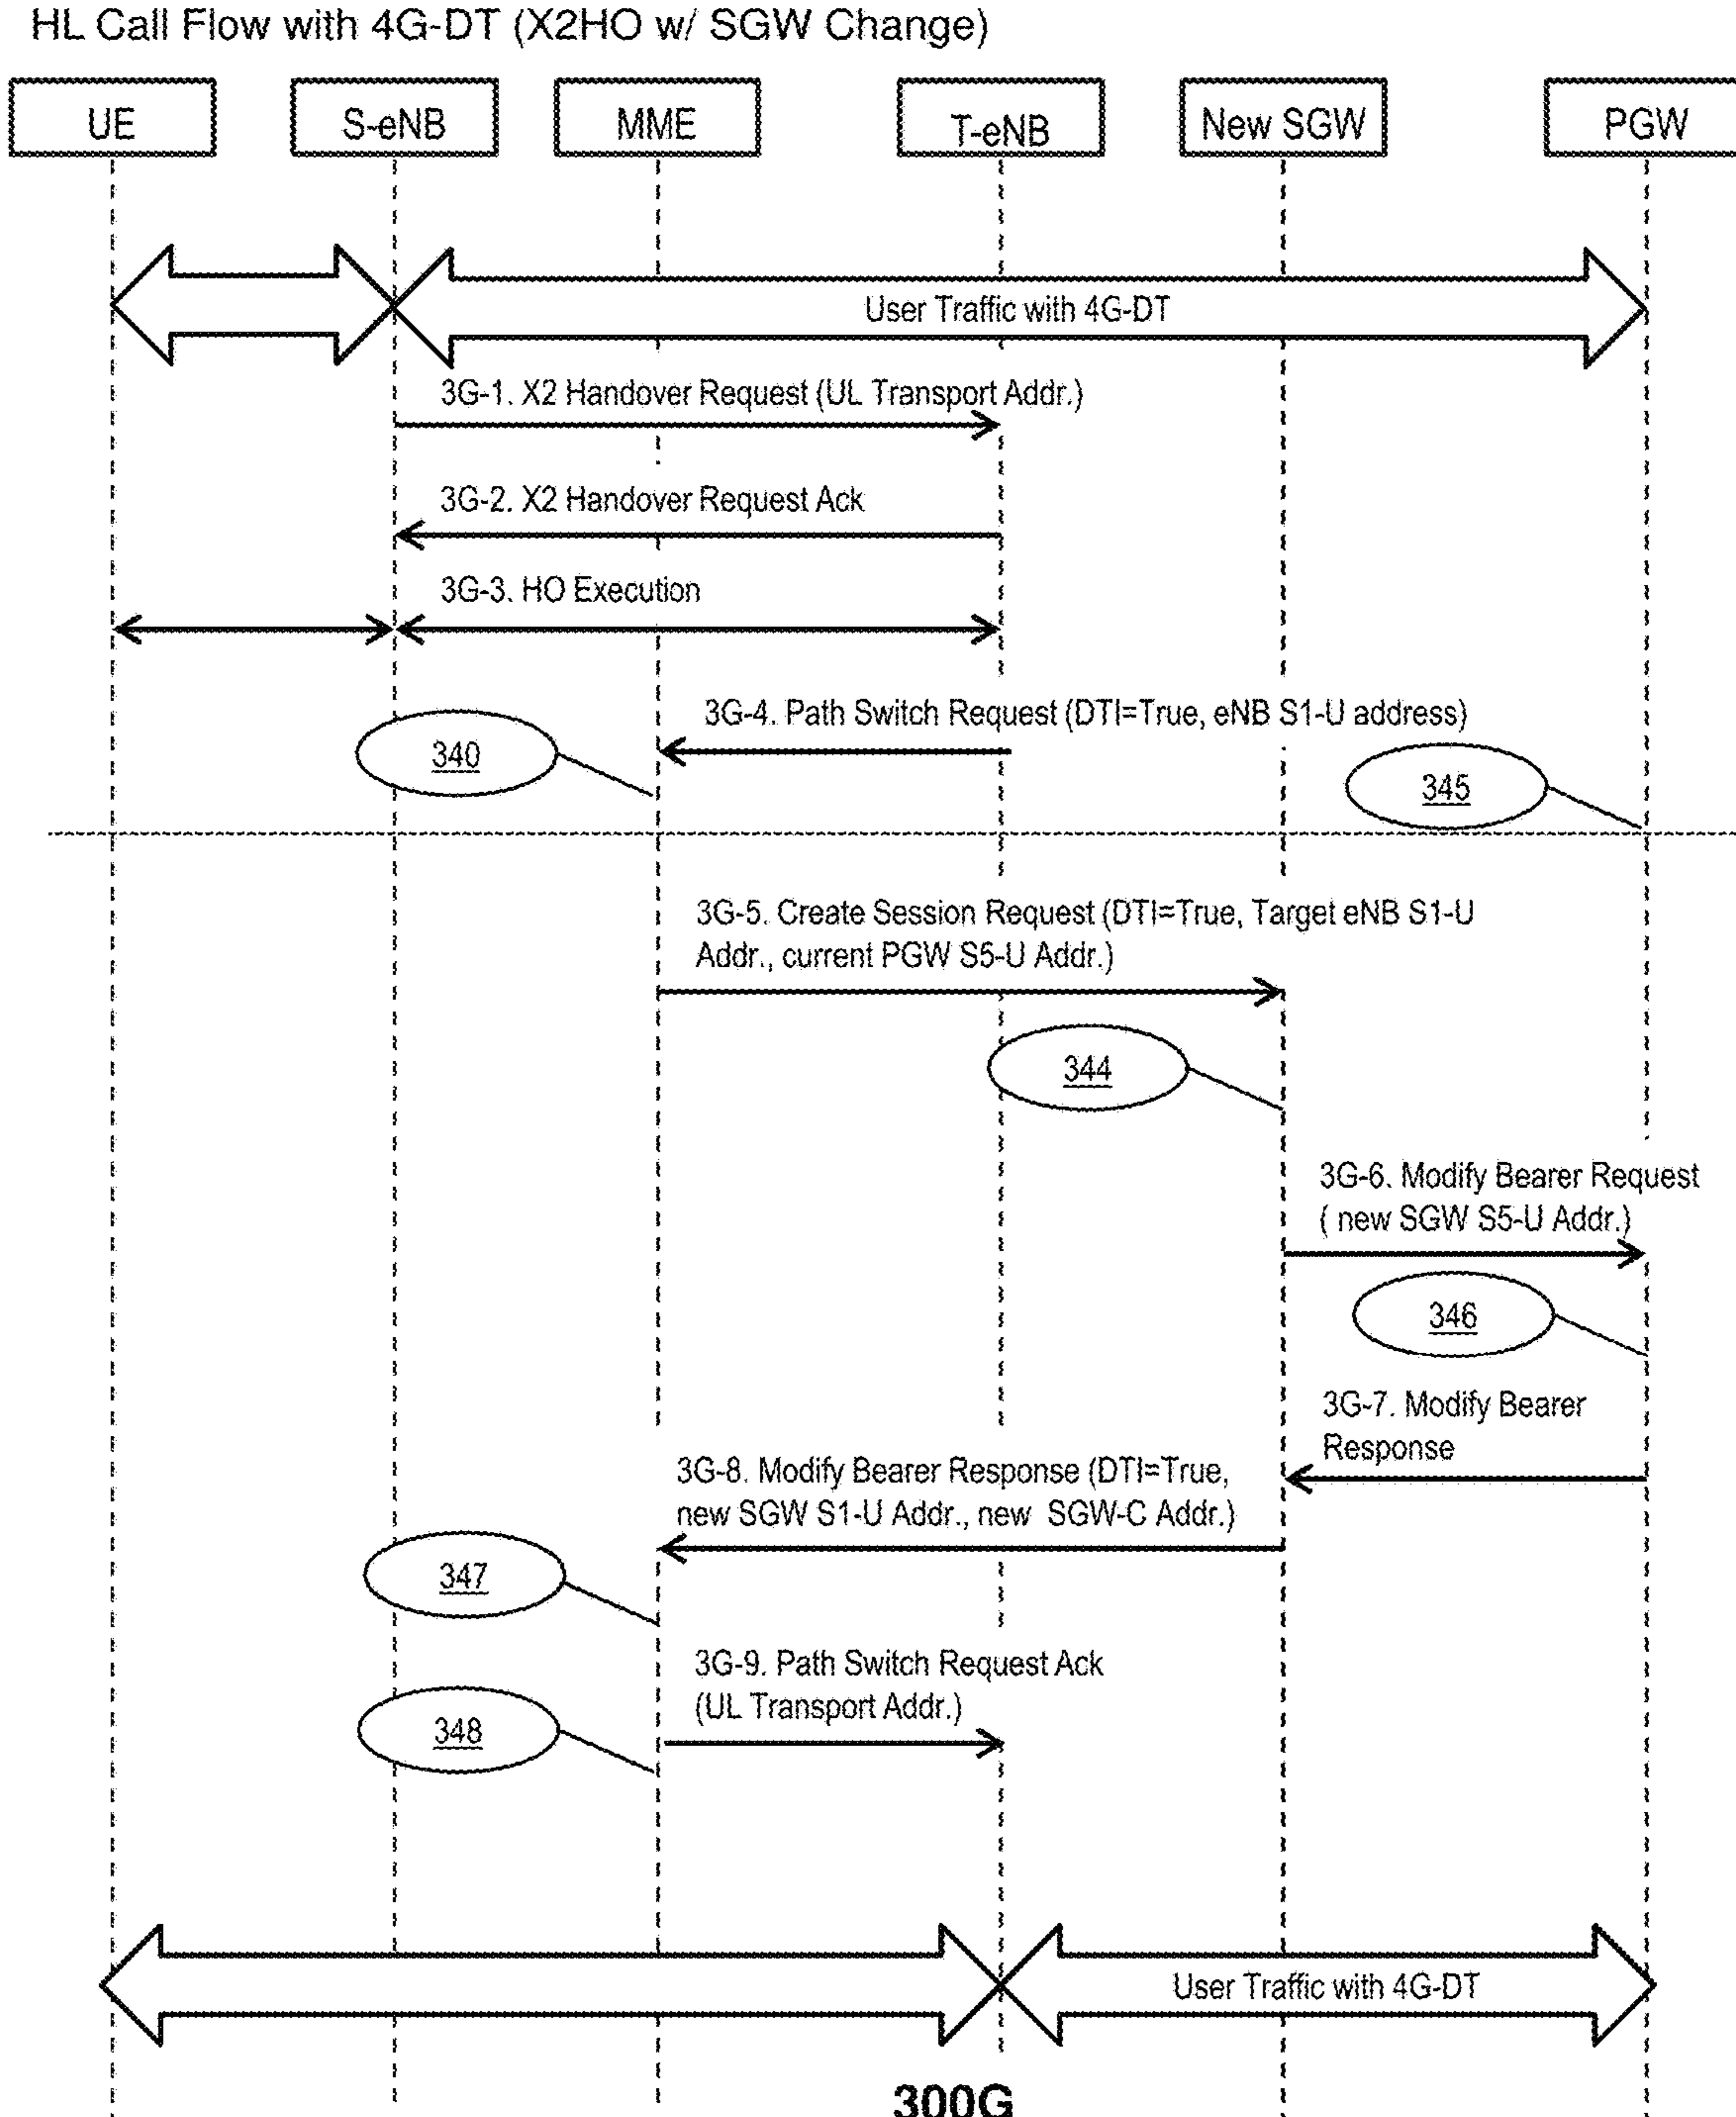 HL Call Flow with 4G-DT (X2HO w/ SGW Change)
UE
S-eNB
MME
T-eNB
New SGW
PGW
User Traffic with 4G-DT
3G-1. X2 Handover Request (UL Transport Addr.)
3G-2. X2 Handover Request Ack
3G-3. HO Execution
3G-4. Path Switch Request (DTI=True, eNB S1-U address)
340
345
3G-5. Create Session Request (DTI=True, Target eNB S1-U
Addr., current PGW S5-U Addr.)
344
3G-6. Modify Bearer Request
( new SGW S5-U Addr.)
346
3G-7. Modify Bearer
Response
3G-8. Modify Bearer Response (DTI=True,
new SGW S1-U Addr., new SGW-C Addr.)
347
3G-9. Path Switch Request Ack
(UL Transport Addr.)
348
User Traffic with 4G-DT
300G